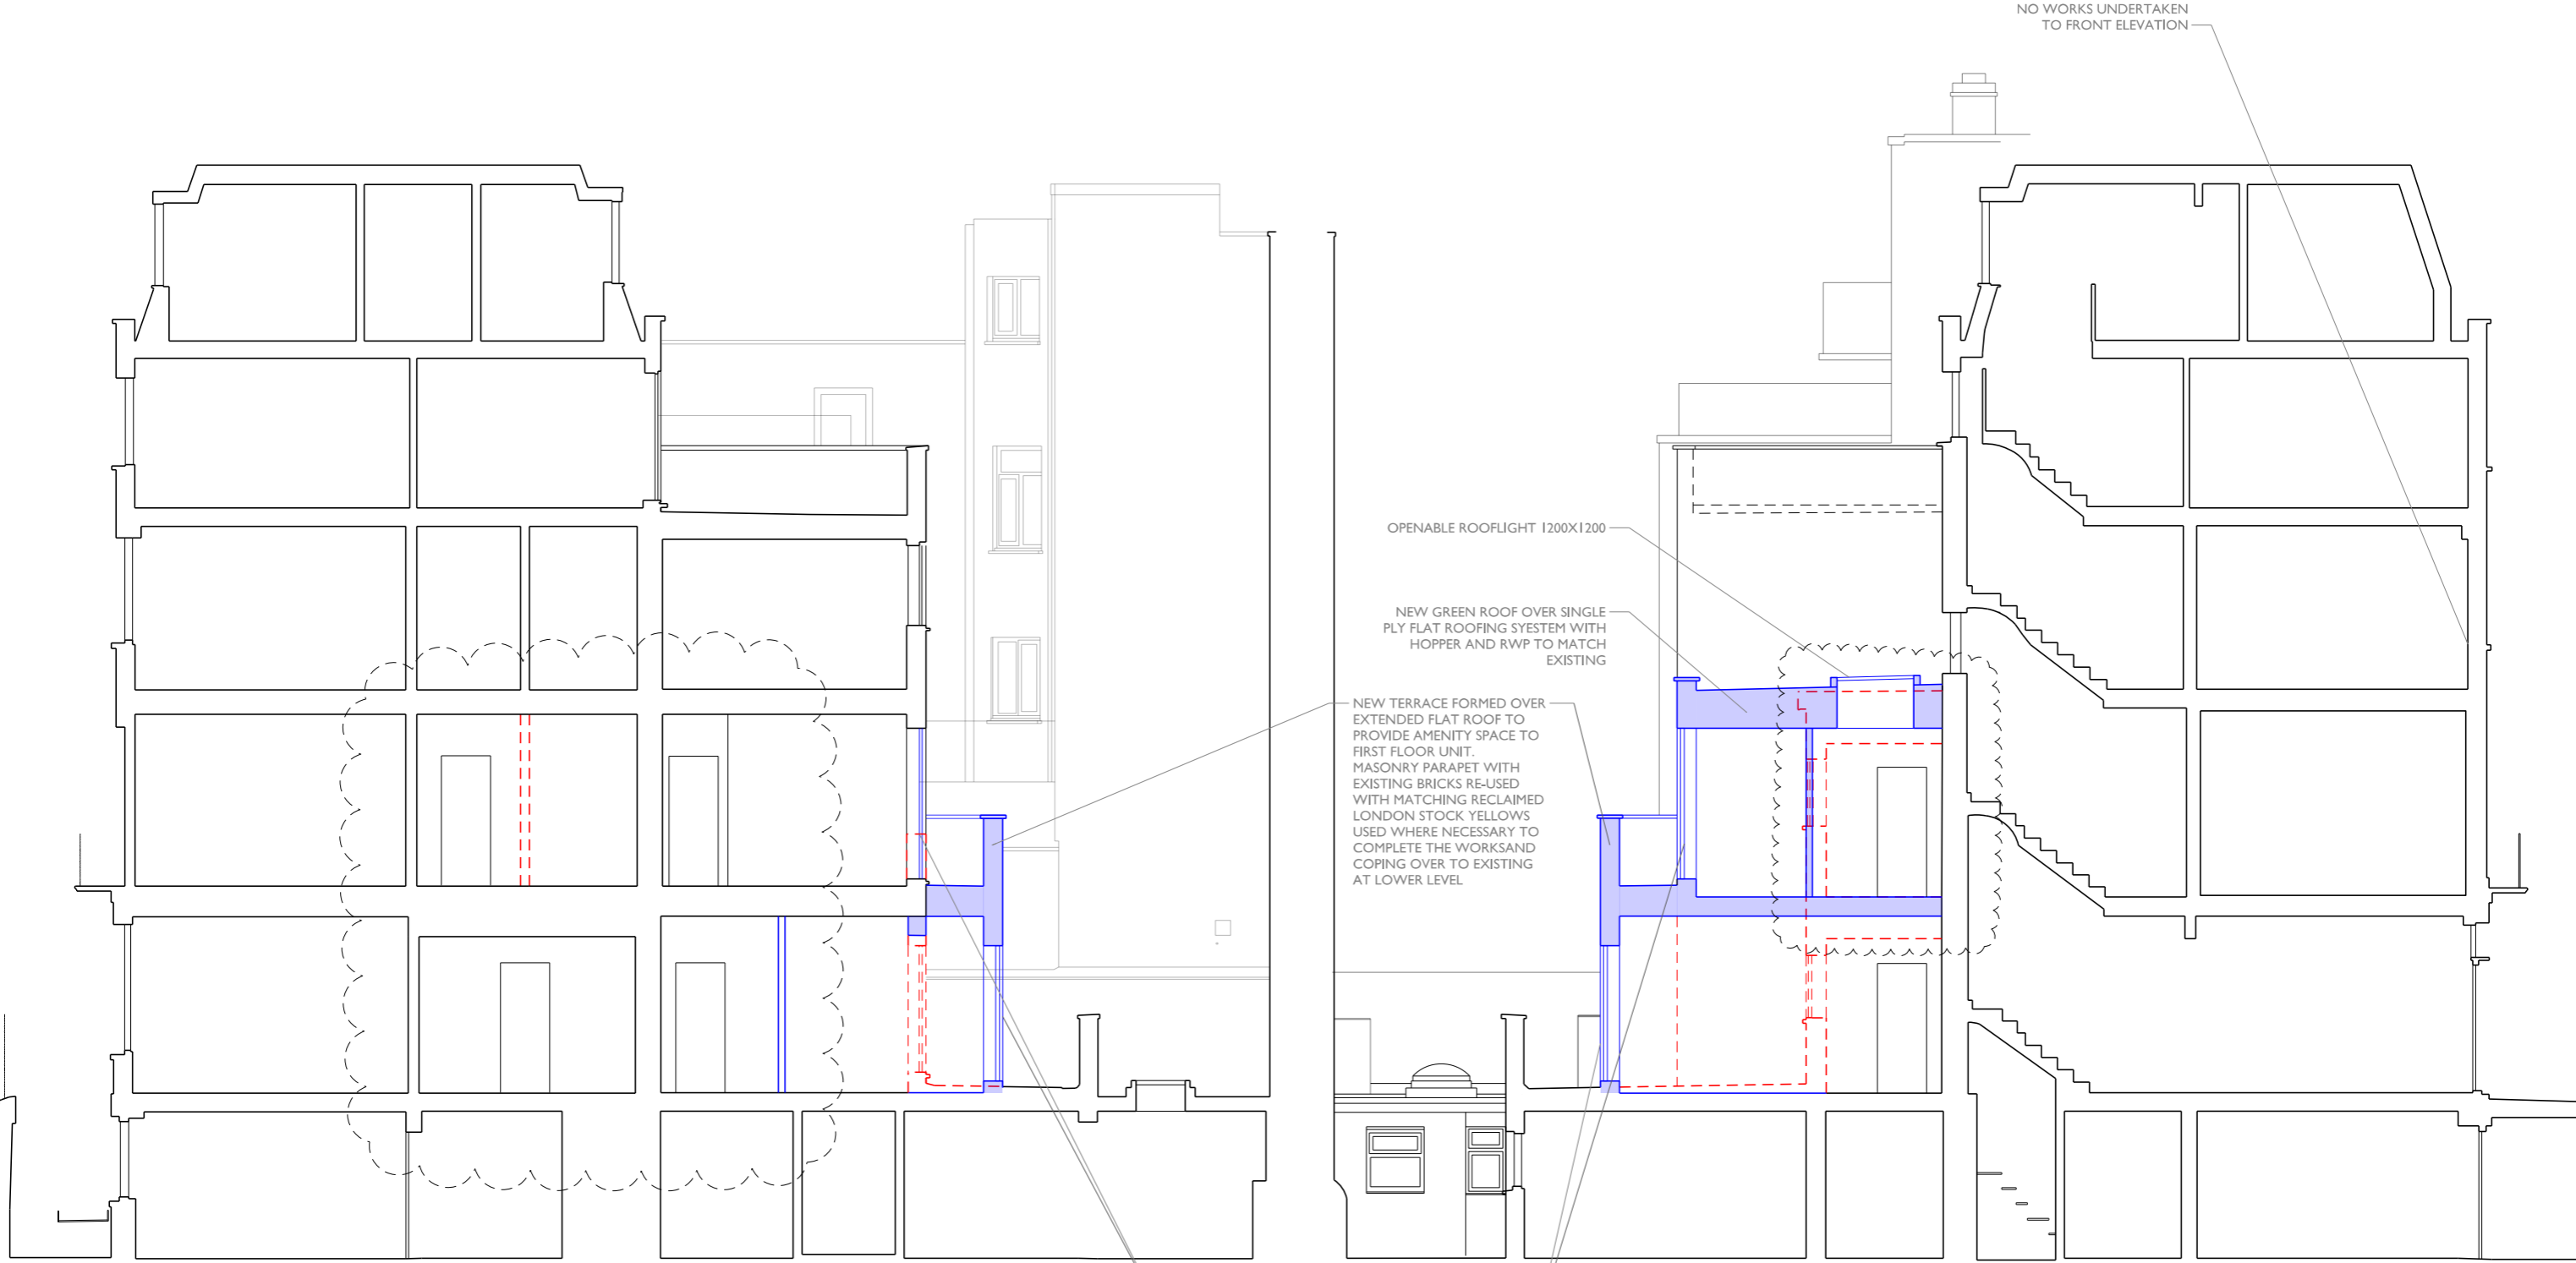 NO WORKS UNDERTAKEN
TO FRONT ELEVATION
OPENABLE ROOFLIGHT 1200X1200
NEW GREEN ROOF OVER SINGLE
PLY FLAT ROOFING SYESTEM WITH
HOPPER AND RWP TO MATCH
EXISTING
NEW TERRACE FORMED OVER
EXTENDED FLAT ROOF TO
PROVIDE AMENITY SPACE TO
FIRST FLOOR UNIT.
MASONRY PARAPET WITH
EXISTING BRICKS RE-USED
WITH MATCHING RECLAIMED
LONDON STOCK YELLOWS
USED WHERE NECESSARY TO
COMPLETE THE WORKSAND
COPING OVER TO EXISTING
AT LOWER LEVEL